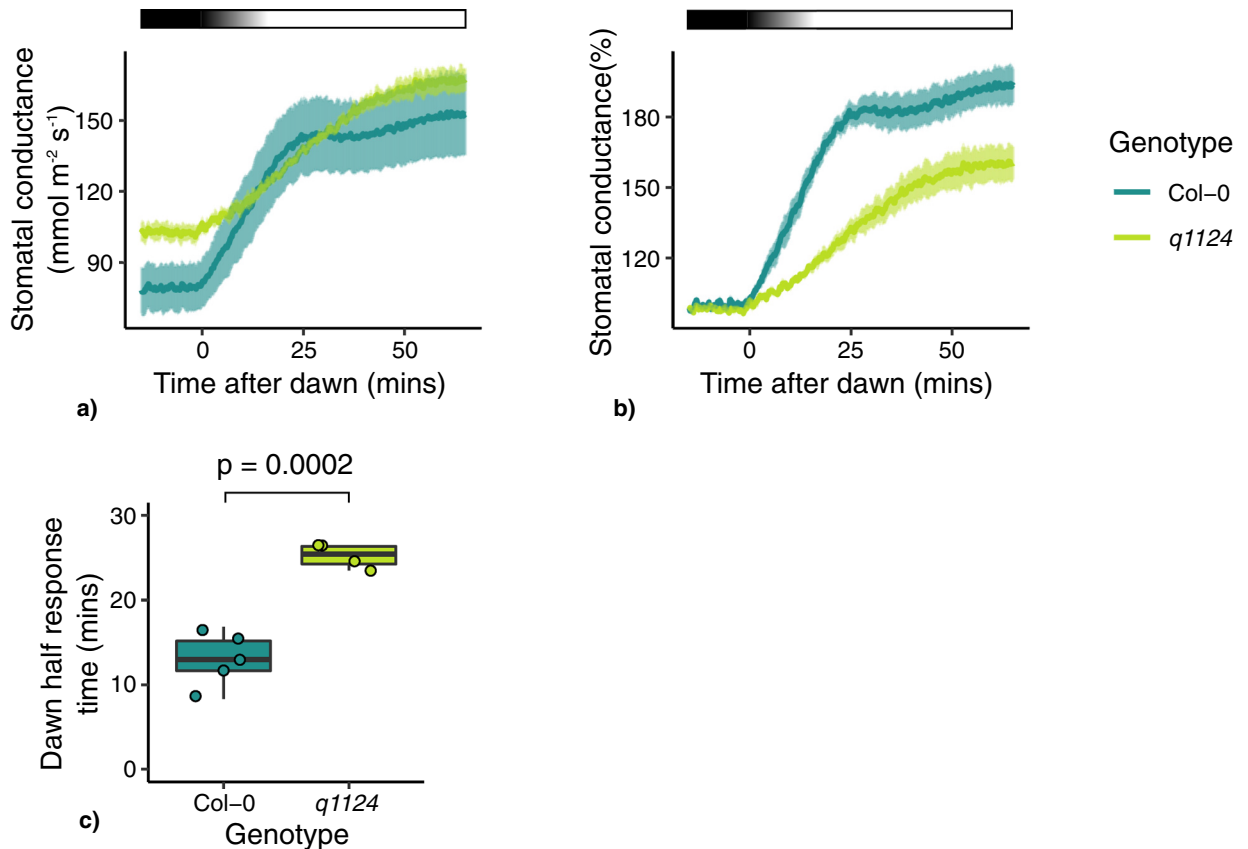 Stomatal conductance
(mmol m⁻² s⁻¹)
150
120
90
0
25
50
Time after dawn (mins)
a)
Stomatal conductance(%)
180
150
120
0
25
50
Time after dawn (mins)
b)
Genotype
Col−0
q1124
p = 0.0002
Dawn half response
time (mins)
30
20
10
0
Col−0
q1124
Genotype
c)